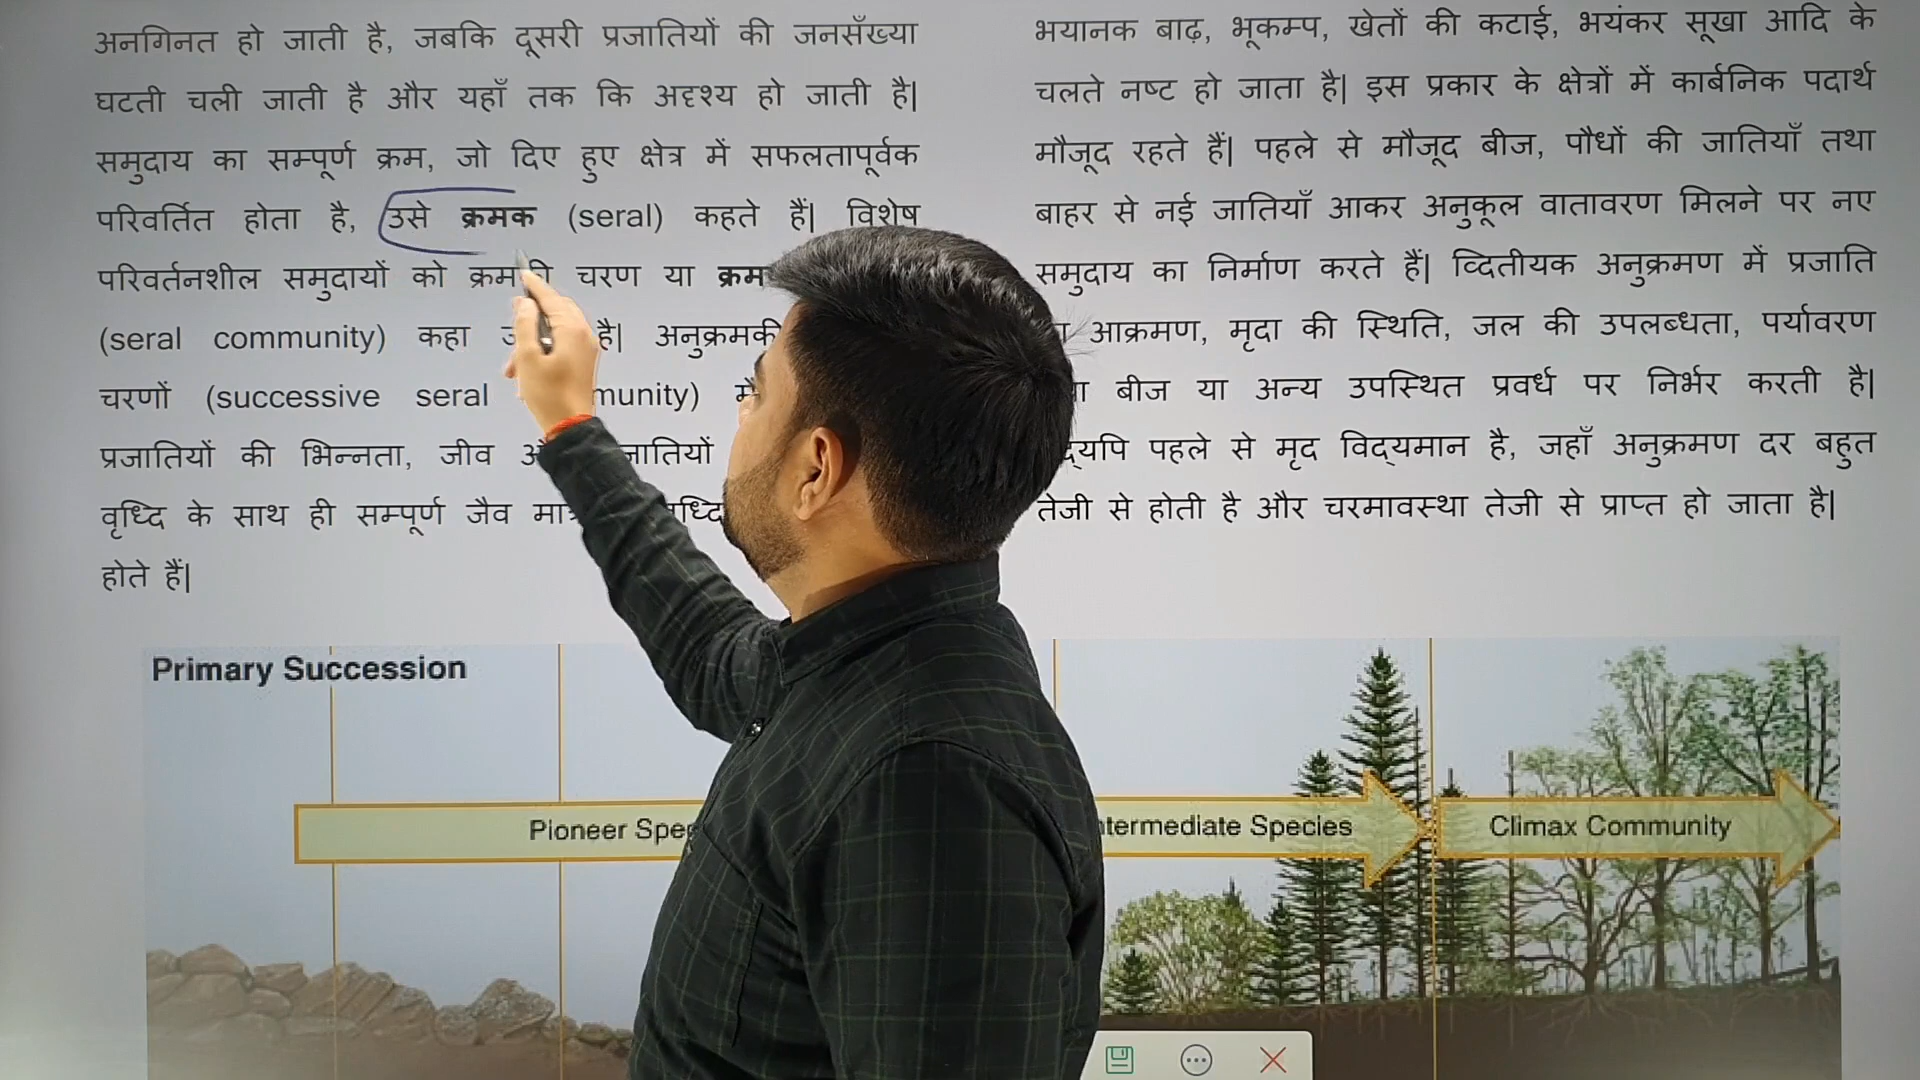 अनगिनत हो जाती है, जबकि दूसरी प्रजातियों की जनसँख्या
घटती चली जाती है और यहाँ तक कि अदृश्य हो जाती है|
समुदाय का सम्पूर्ण क्रम, जो दिए हुए क्षेत्र में सफलतापूर्वक
परिवर्तित होता है, उसे क्रमक (seral) कहते हैं| विशेष
परिवर्तनशील समुदायों को चरण या
(seral community) कहा है| अनुक्रमकी
चरणों (successive seral में
प्रजातियों की भिन्नता, जीव
वृध्दि के साथ ही सम्पूर्ण जैव
होते हैं|
भयानक बाढ़, भूकम्प, खेतों की कटाई, भयंकर सूखा आदि के
चलते नष्ट हो जाता है| इस प्रकार के क्षेत्रों में कार्बनिक पदार्थ
मौजूद रहते हैं| पहले से मौजूद बीज, पौधों की जातियाँ तथा
बाहर से नई जातियाँ आकर अनुकूल वातावरण मिलने पर नए
समुदाय का निर्माण करते हैं| व्दितीयक अनुक्रमण में प्रजाति
आक्रमण, मृदा की स्थिति, जल की उपलब्धता, पर्यावरण
बीज या अन्य उपस्थित प्रवर्ध पर निर्भर करती है|
पहले से मृद विद्यमान है, जहाँ अनुक्रमण दर बहुत
तेजी से होती है और चरमावस्था तेजी से प्राप्त हो जाता है|
Primary Succession
Pioneer
Species
Climax Community